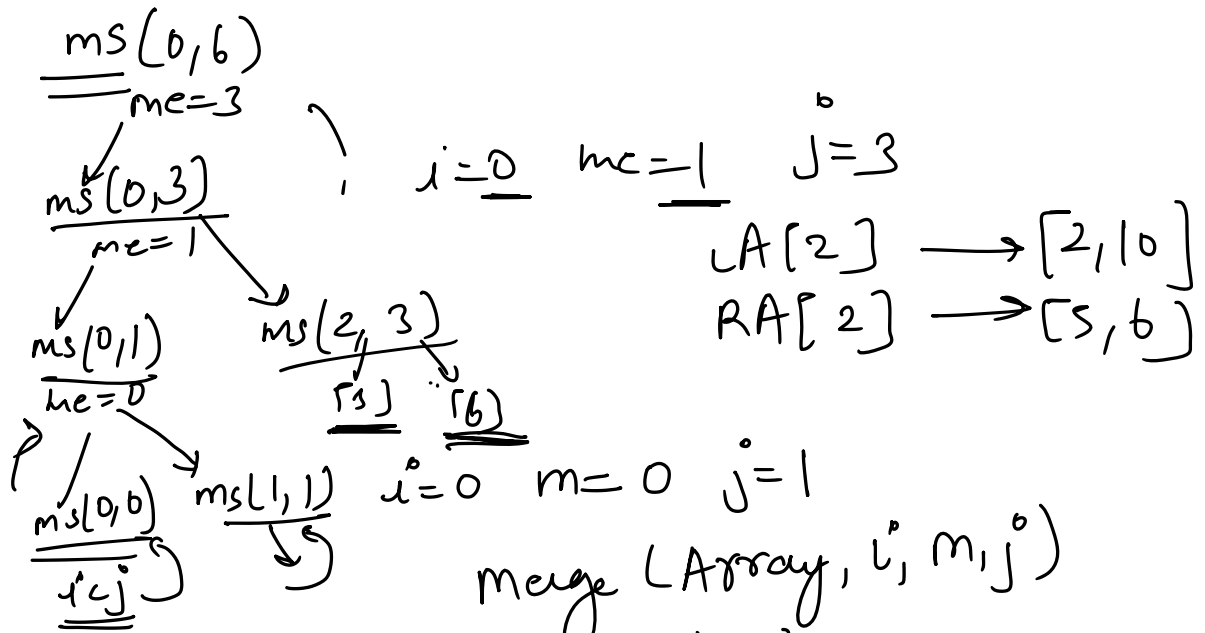 ms(0,6)
me=3
ms(0,3)
me=1
ms(0,1)
me=0
ms(0,0)
i<j
ms(1,1)
ms(2,3)
[5]
[6]
i=0 me=1 j=3
LA[2] → [2,10]
RA[2] → [5,6]
i=0 m=0 j=1
merge (Array, i, m, j)